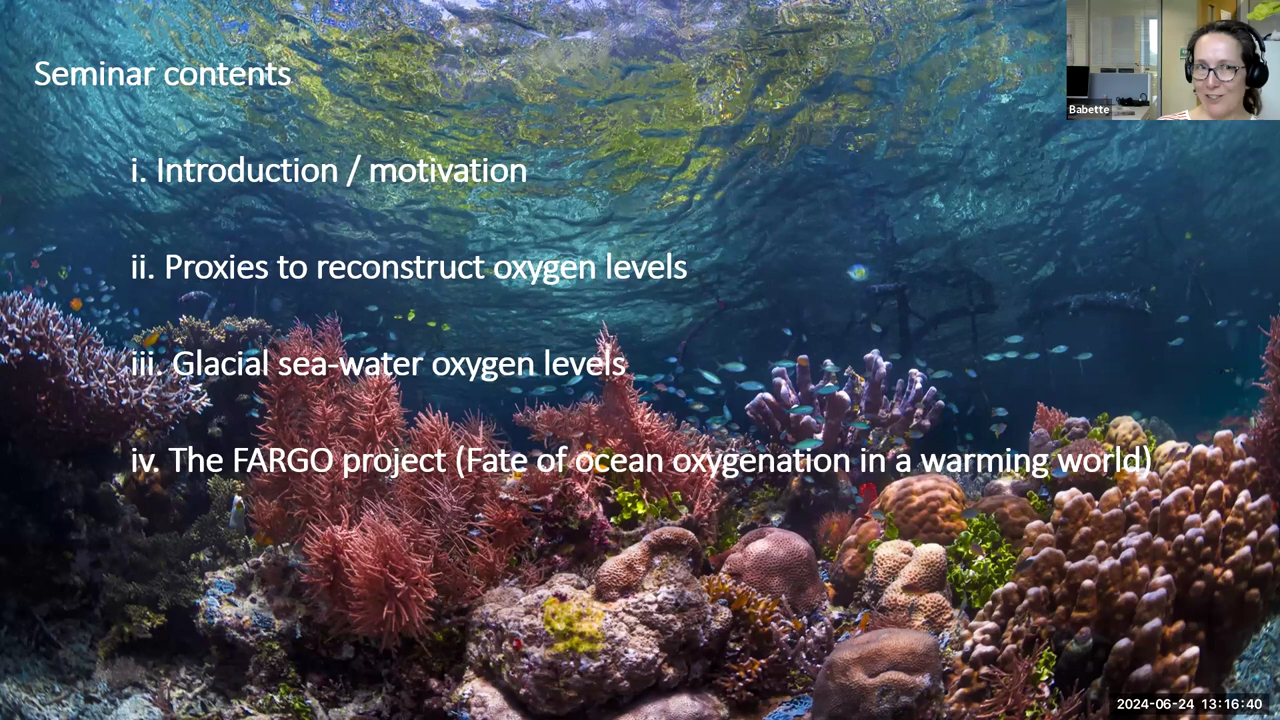 Seminar contents
Babette
i. Introduction / motivation
ii. Proxies to reconstruct oxygen levels
iii. Glacial sea-water oxygen levels
iv. The FARGO project (Fate of ocean oxygenation in a warming world)
2024-06-24 13:16:40